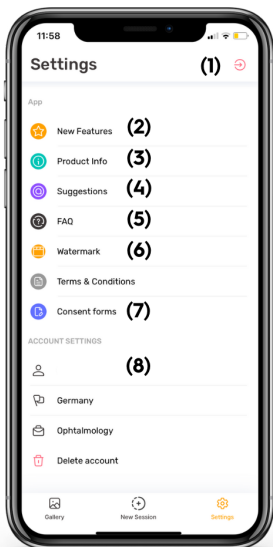 11:58
Settings (1)
App
New Features (2)
Product Info (3)
Suggestions (4)
FAQ (5)
Watermark (6)
Terms & Conditions
Consent forms (7)
ACCOUNT SETTINGS
(8)
Germany
Ophtalmology
Delete account
Gallery
New Session
Settings